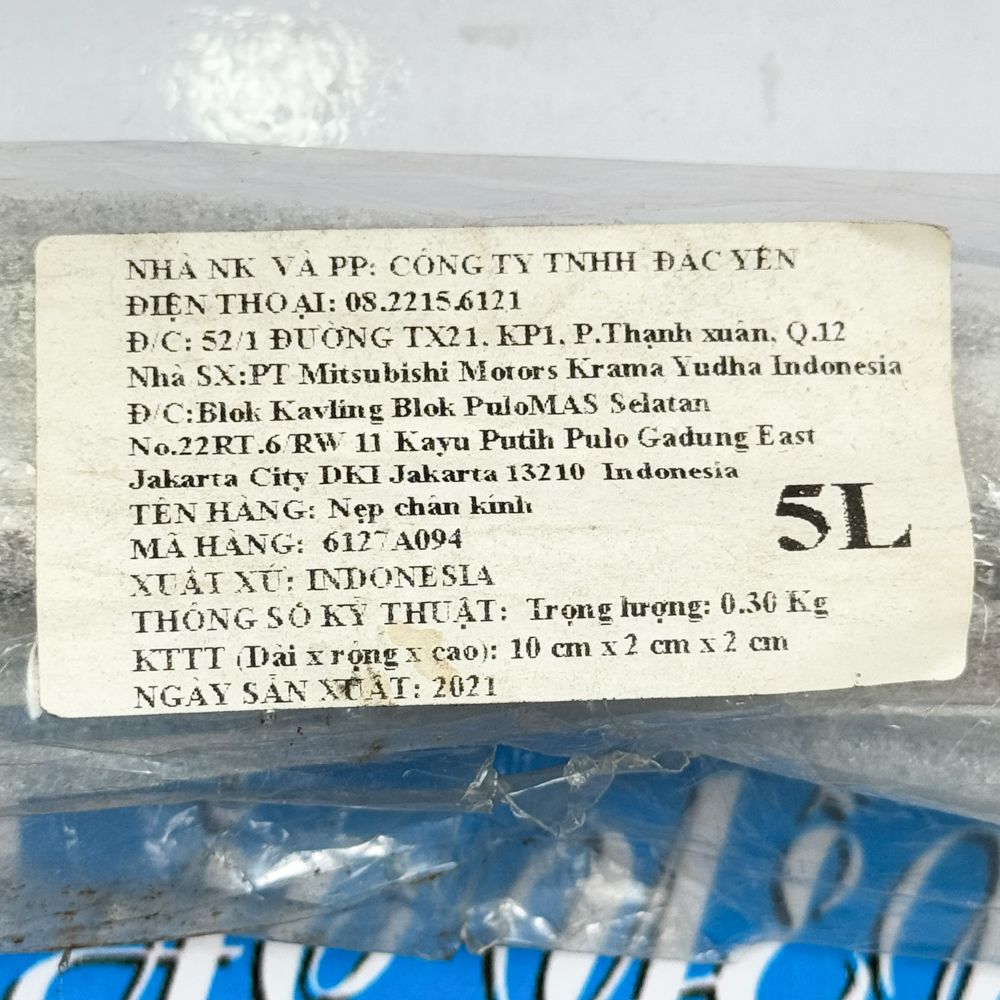 NHÀ NK VÀ PP: CÔNG TY TNHH ĐẮC YÊN
ĐIỆN THOẠI: 08.2215.6121
Đ/C: 52/1 ĐƯỜNG TX21, KP1, P.Thạnh xuân, Q.12
Nhà SX:PT Mitsubishi Motors Krama Yudha Indonesia
Đ/C:Blok Kavling Blok PuloMAS Selatan
No.22RT.6/RW 11 Kayu Putih Pulo Gadung East
Jakarta City DKI Jakarta 13210 Indonesia
TÊN HÀNG: Nẹp chân kính
MÃ HÀNG: 6127A094
5L
XUẤT XỨ: INDONESIA
THÔNG SỐ KỸ THUẬT: Trọng lượng: 0.30 Kg
KTTT (Dài x rộng x cao): 10 cm x 2 cm x 2 cm
NGÀY SẢN XUẤT: 2021